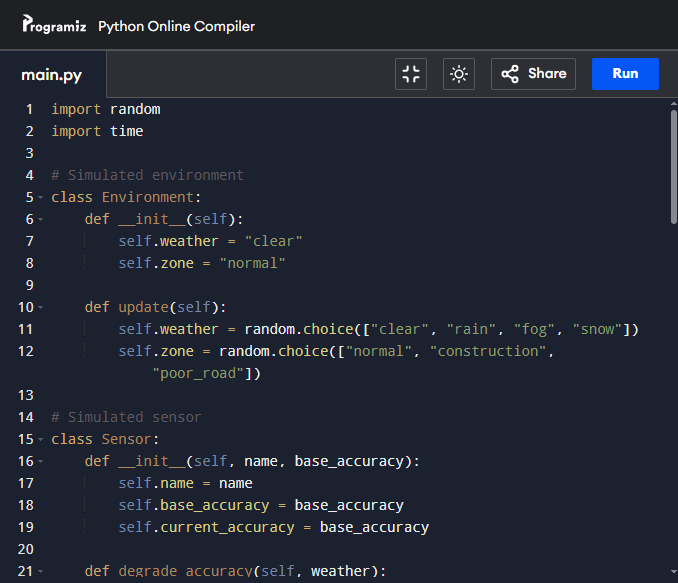 Programiz Python Online Compiler
main.py Share Run
1 import random
2 import time
3
4 # Simulated environment
5 class Environment:
6     def __init__(self):
7         self.weather = "clear"
8         self.zone = "normal"
9
10     def update(self):
11         self.weather = random.choice(["clear", "rain", "fog", "snow"])
12         self.zone = random.choice(["normal", "construction",
            "poor_road"])
13
14 # Simulated sensor
15 class Sensor:
16     def __init__(self, name, base_accuracy):
17         self.name = name
18         self.base_accuracy = base_accuracy
19         self.current_accuracy = base_accuracy
20
21     def degrade_accuracy(self, weather):